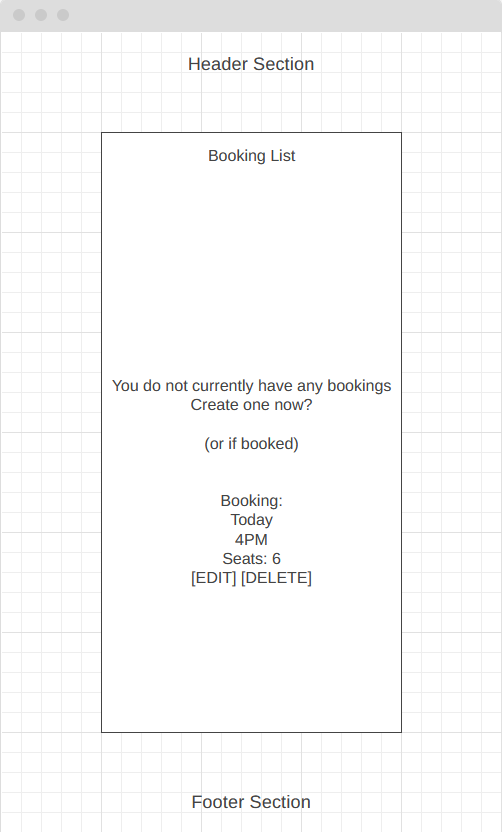 Header Section
Booking List
You do not currently have any bookings
Create one now?
(or if booked)
Booking:
Today
4PM
Seats: 6
[EDIT] [DELETE]
Footer Section